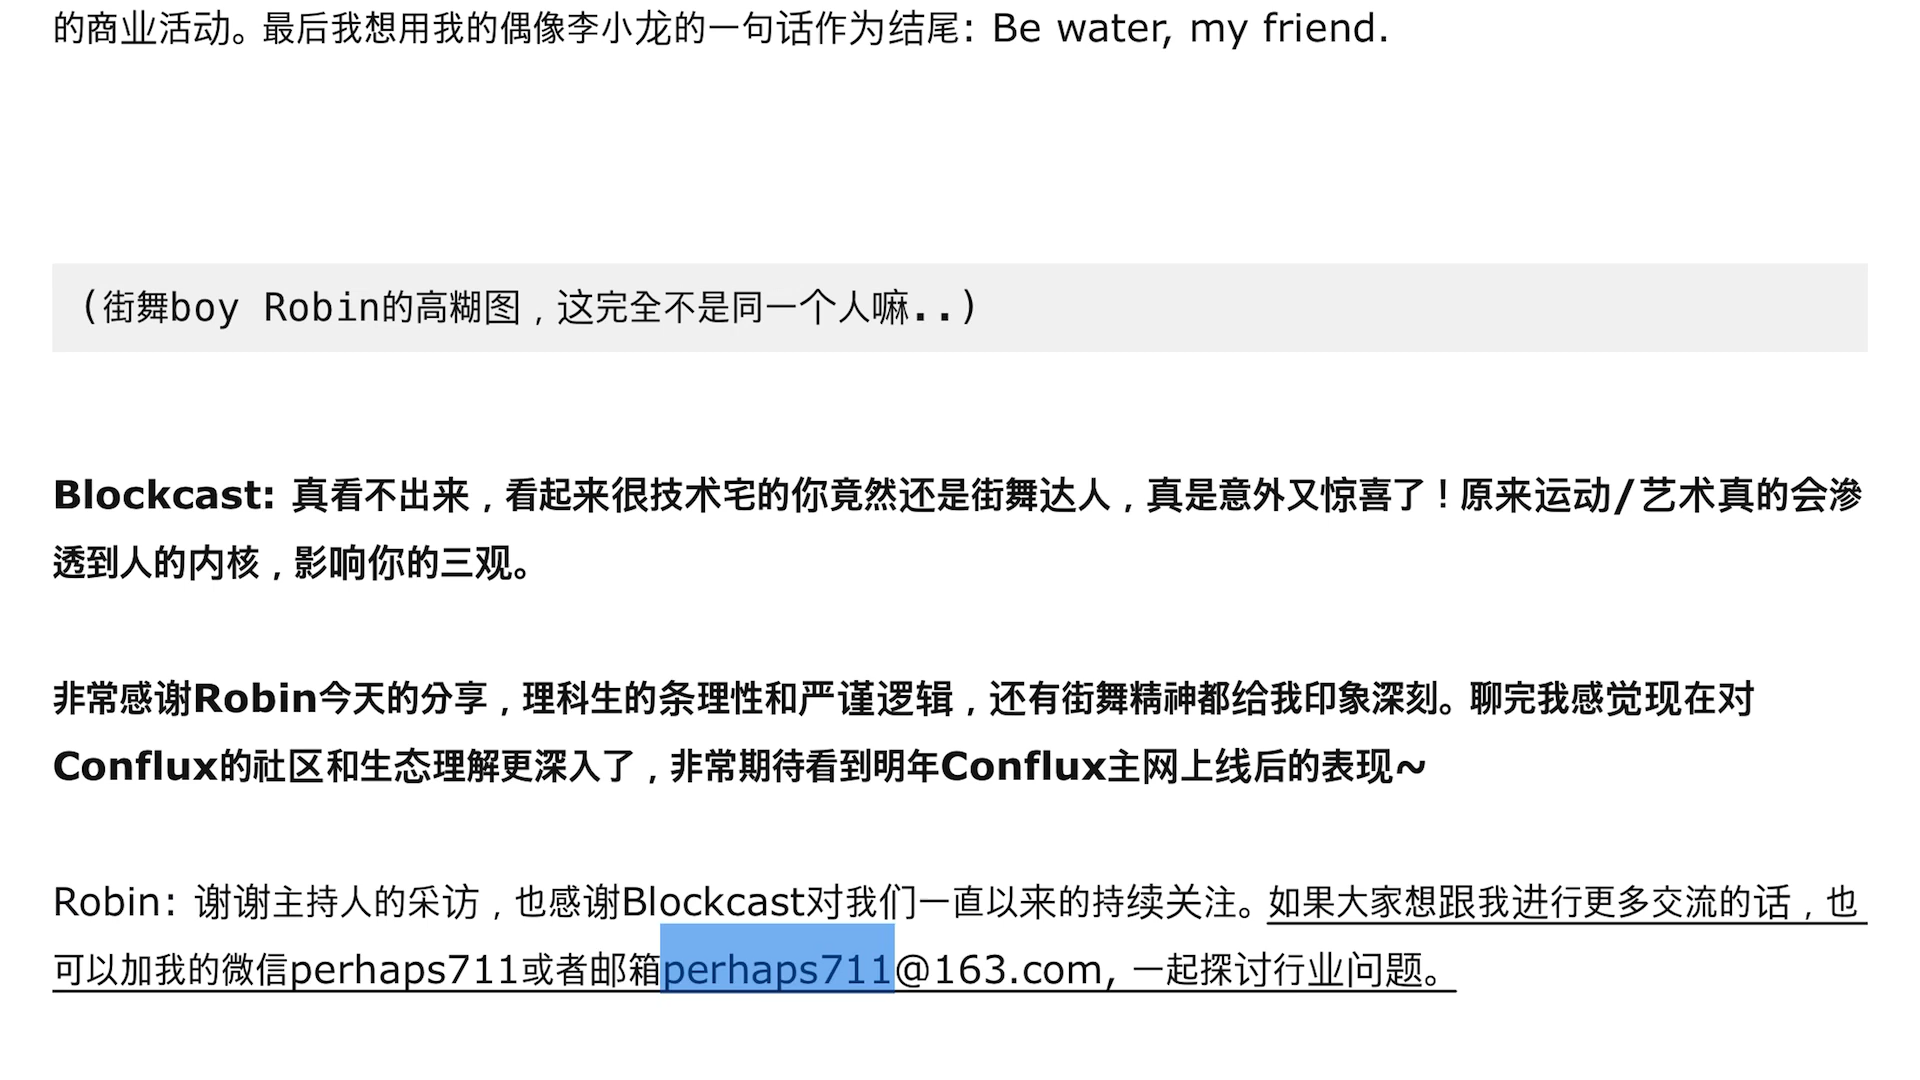 的商业活动。最后我想用我的偶像李小龙的一句话作为结尾: Be water, my friend.
(街舞boy Robin的高糊图，这完全不是同一个人嘛..)
Blockcast: 真看不出来，看起来很技术宅的你竟然还是街舞达人，真是意外又惊喜了！原来运动/艺术真的会滲
透到人的内核，影响你的三观。
非常感谢Robin今天的分享，理科生的条理性和严谨逻辑，还有街舞精神都给我印象深刻。聊完我感觉现在对
Conflux的社区和生态理解更深入了，非常期待看到明年Conflux主网上线后的表现~
Robin: 谢谢主持人的采访，也感谢Blockcast对我们一直以来的持续关注。如果大家想跟我进行更多交流的话，也
可以加我的微信perhaps711或者邮箱perhaps711@163.com, 一起探讨行业问题。